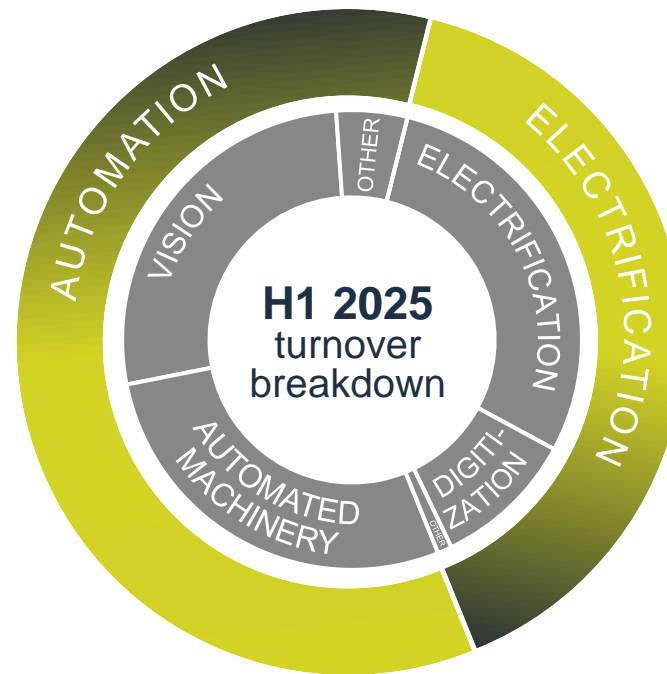 H1 2025
turnover
breakdown
AUTOMATION
ELECTRIFICATION
VISION
OTHER
ELECTRIFICATION
DIGITI-
ZATION
OTHER
AUTOMATED
MACHINERY